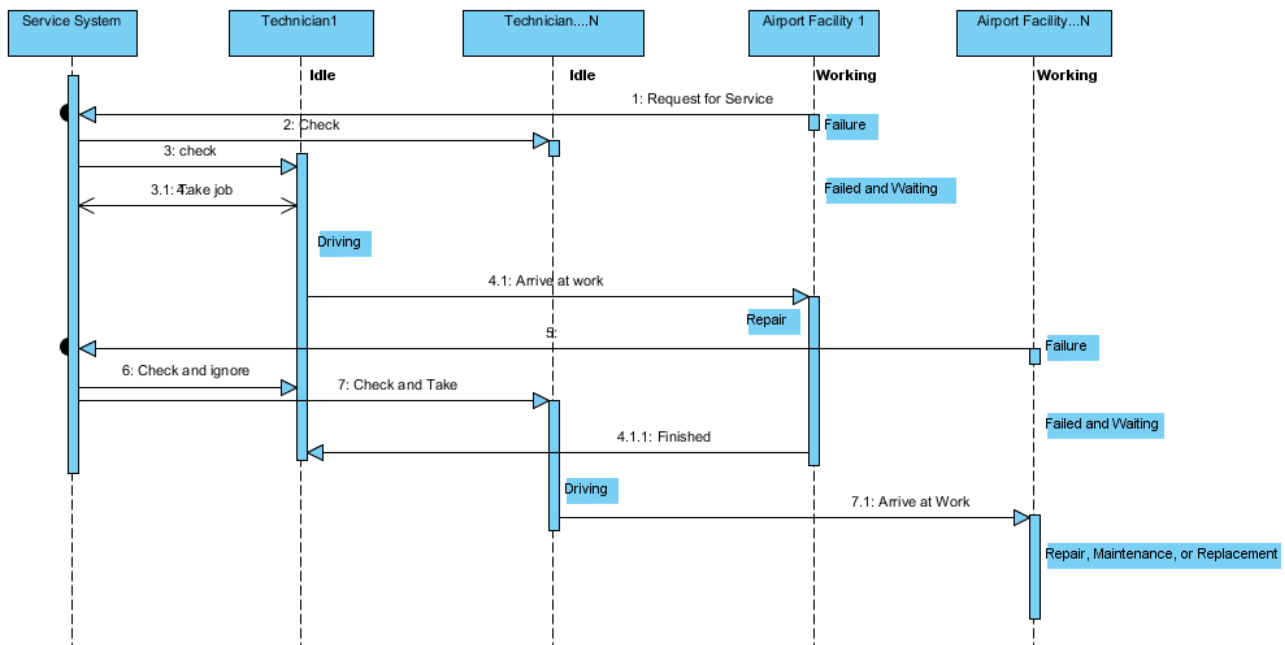 Service System
Technician1
Technician....N
Airport Facility 1
Airport Facility...N
Idle
Idle
Working
Working
1: Request for Service
Failure
2: Check
3: check
3.1: Take job
4:
Failed and Waiting
Driving
4.1: Arrive at work
Repair
5:
Failure
6: Check and ignore
7: Check and Take
Failed and Waiting
4.1.1: Finished
Driving
7.1: Arrive at Work
Repair, Maintenance, or Replacement